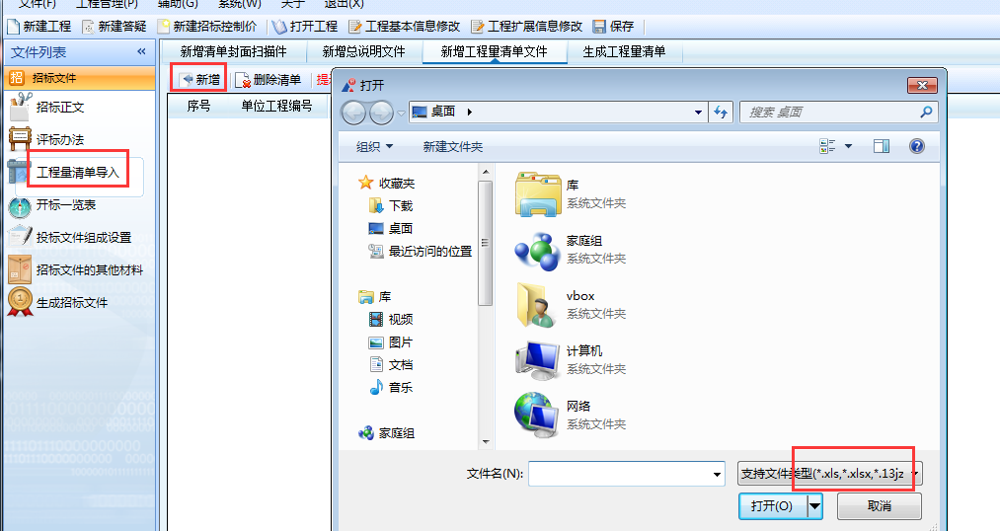 文件(F) 工程管理(P) 辅助(G) 系统(W) 关于 退出(X)
新建工程 新建答疑 新建招标控制价 打开工程 工程基本信息修改 工程扩展信息修改 保存
文件列表 «
新增清单封面扫描件 新增总说明文件 新增工程量清单文件 生成工程量清单
招 招标文件
新增 删除清单
序号 单位工程编号
招标正文
评标办法
工程量清单导入
开标一览表
投标文件组成设置
招标文件的其他材料
生成招标文件
打开
桌面
搜索 桌面
组织 新建文件夹
收藏夹
下载
桌面
最近访问的位置
库
视频
图片
文档
音乐
家庭组
库
系统文件夹
家庭组
系统文件夹
vbox
系统文件夹
计算机
系统文件夹
网络
系统文件夹
文件名(N):
支持文件类型(*.xls,*.xlsx,*.13jz
打开(O) 取消